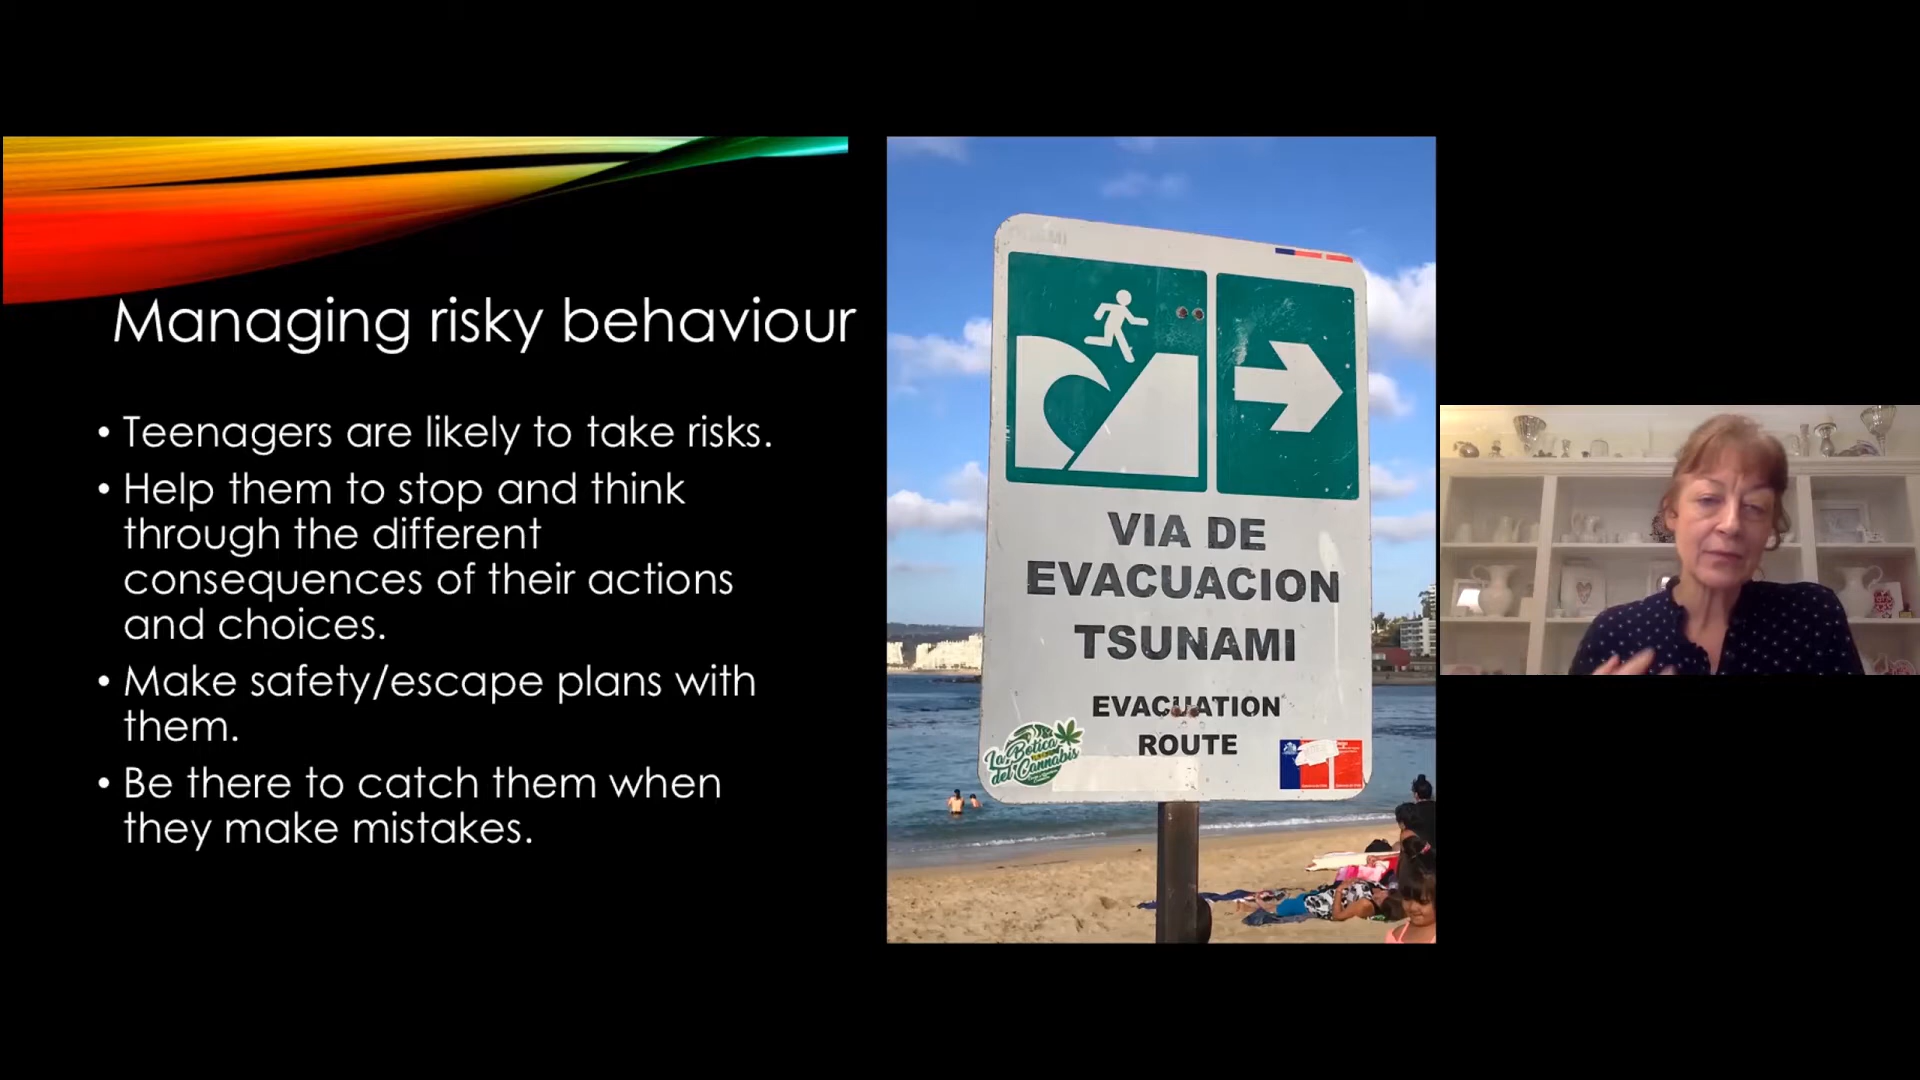 Managing risky behaviour
• Teenagers are likely to take risks.
• Help them to stop and think
through the different
consequences of their actions
and choices.
• Make safety/escape plans with
them.
• Be there to catch them when
they make mistakes.
VIA DE
EVACUACION
TSUNAMI
EVACUATION
ROUTE
La Botica
del Cannabis